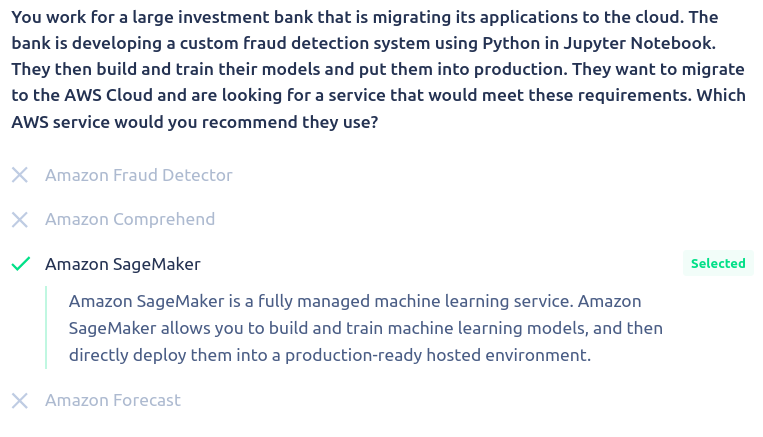 You work for a large investment bank that is migrating its applications to the cloud. The
bank is developing a custom fraud detection system using Python in Jupyter Notebook.
They then build and train their models and put them into production. They want to migrate
to the AWS Cloud and are looking for a service that would meet these requirements. Which
AWS service would you recommend they use?
Amazon Fraud Detector
Amazon Comprehend
Amazon SageMaker
Selected
Amazon SageMaker is a fully managed machine learning service. Amazon
SageMaker allows you to build and train machine learning models, and then
directly deploy them into a production-ready hosted environment.
Amazon Forecast